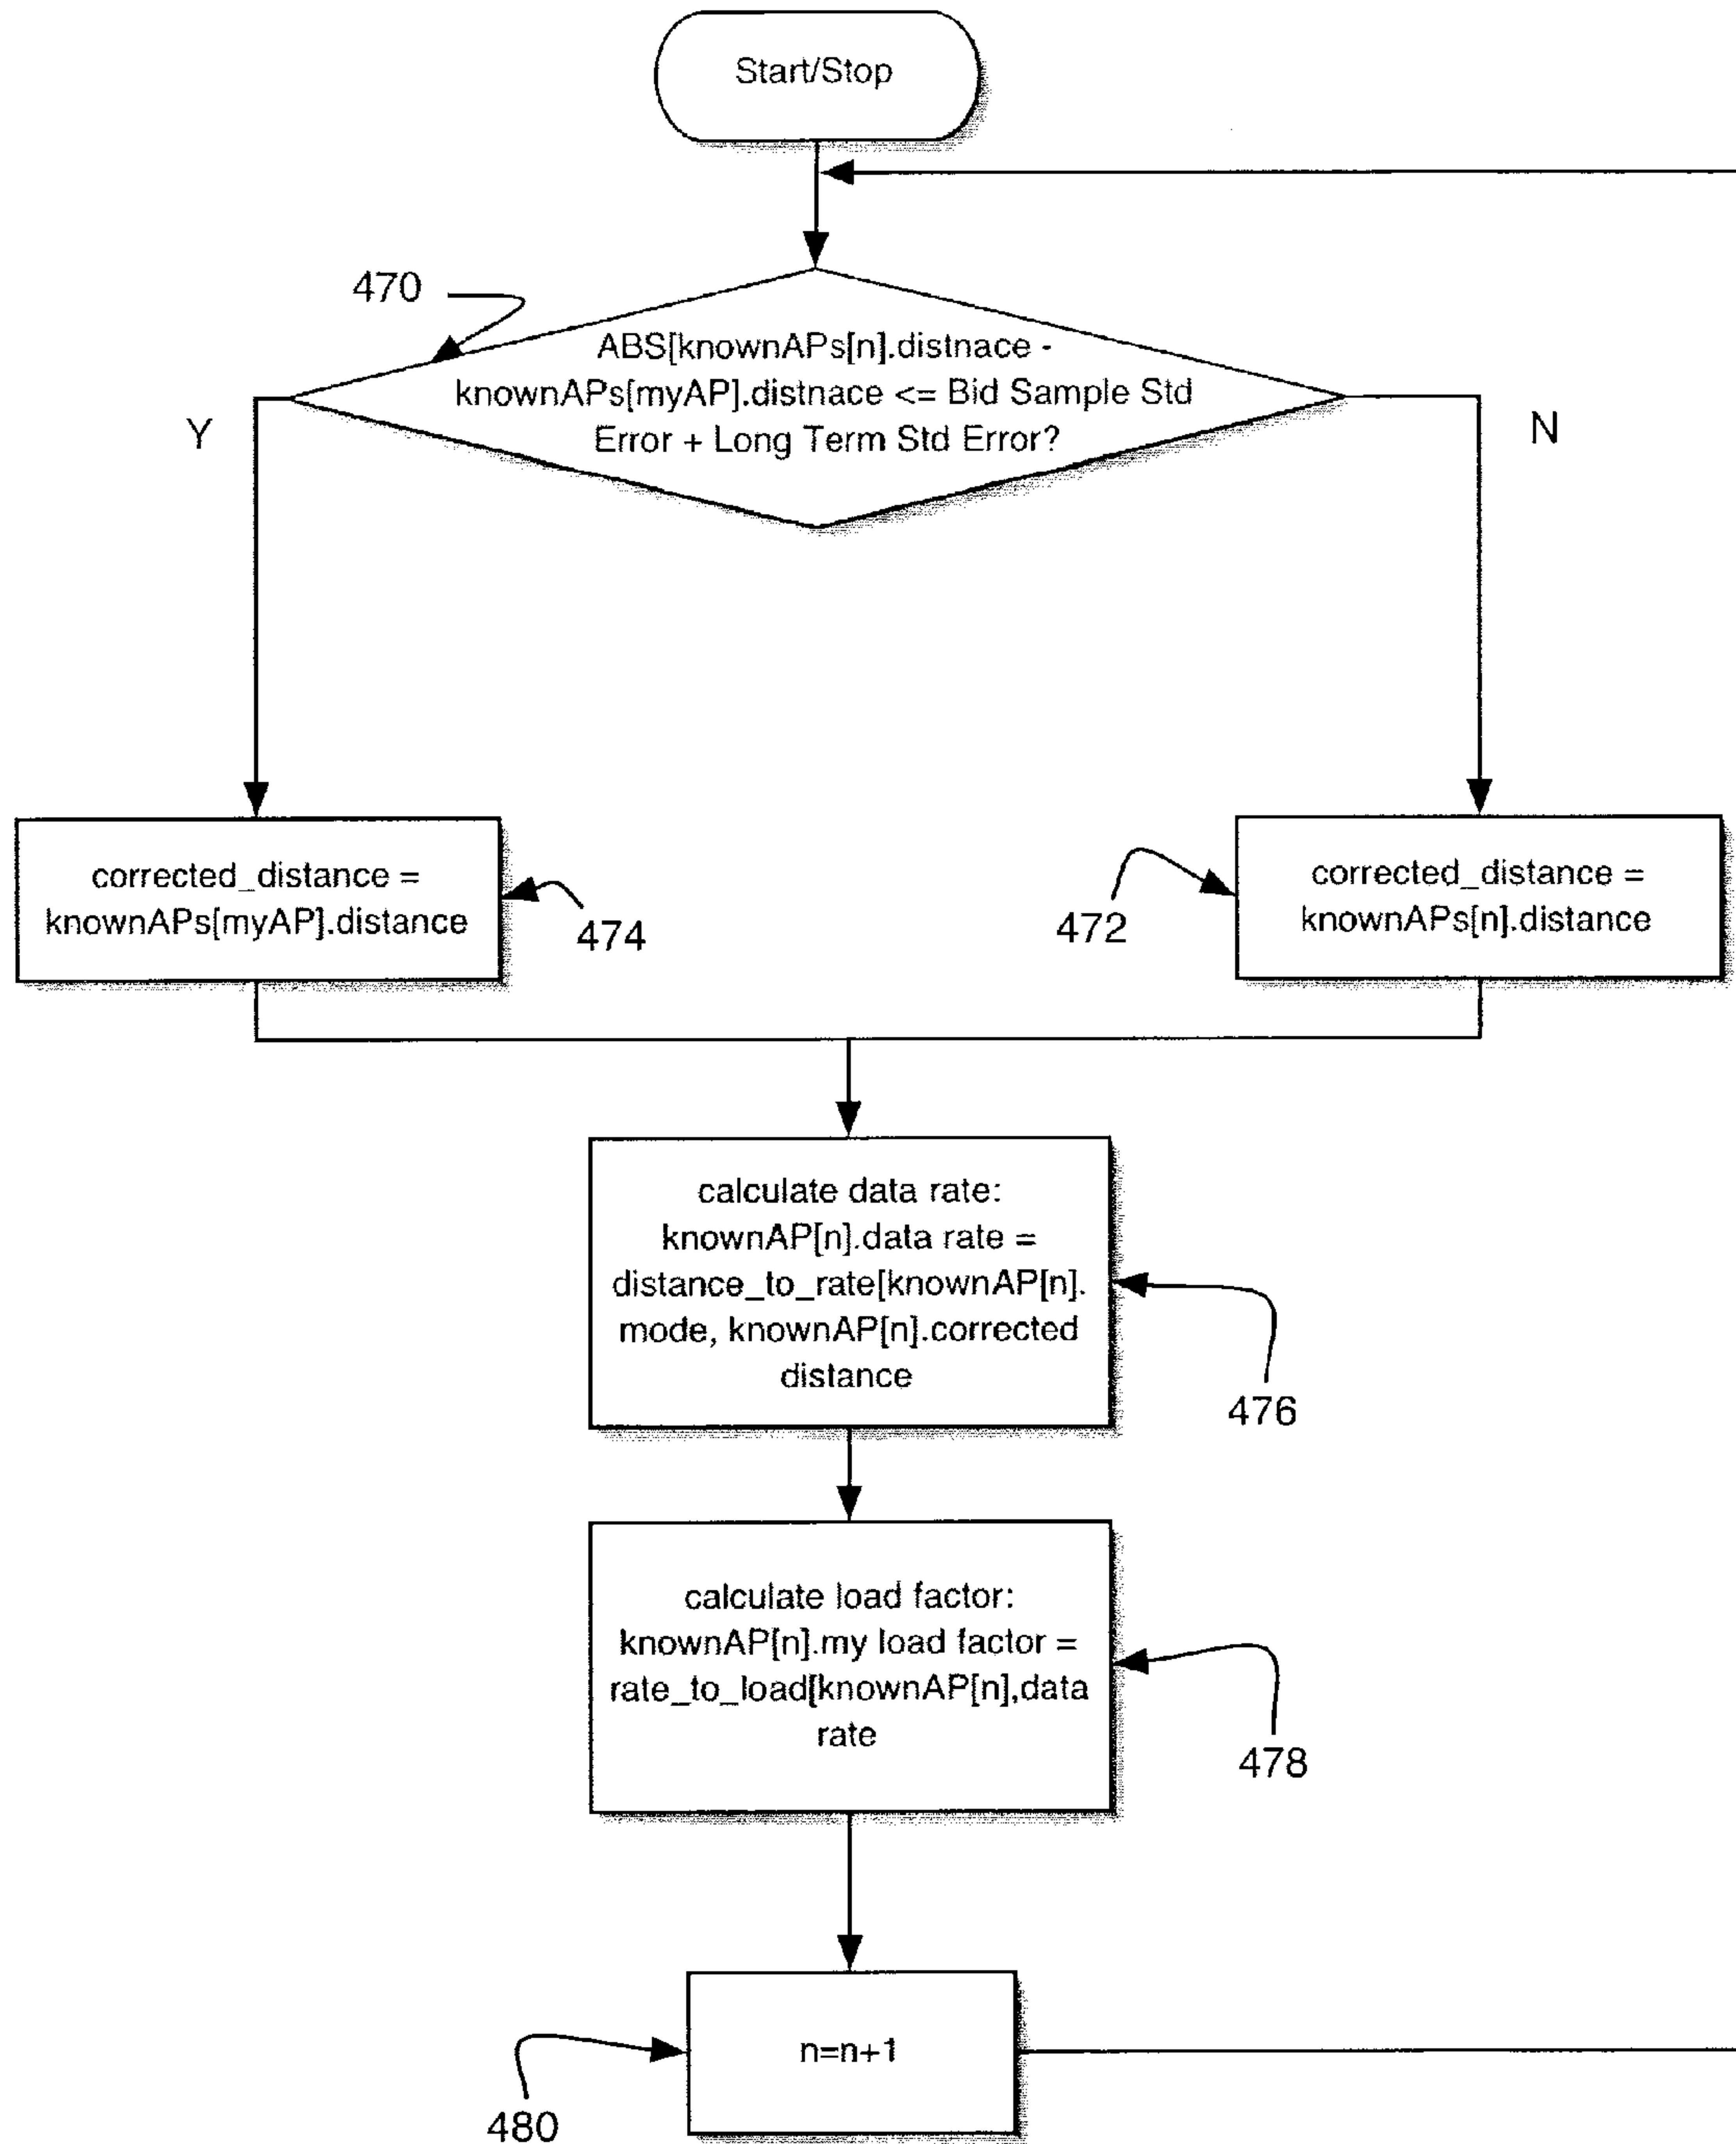 Start/Stop
470
ABS[knownAPs[n].distnace -
knownAPs[myAP].distnace <= Bid Sample Std
Error + Long Term Std Error?
Y
N
corrected_distance =
knownAPs[myAP].distance
474
corrected_distance =
knownAPs[n].distance
472
calculate data rate:
knownAP[n].data rate =
distance_to_rate[knownAP[n].
mode, knownAP[n].corrected
distance
476
calculate load factor:
knownAP[n].my load factor =
rate_to_load[knownAP[n],data
rate
478
n=n+1
480